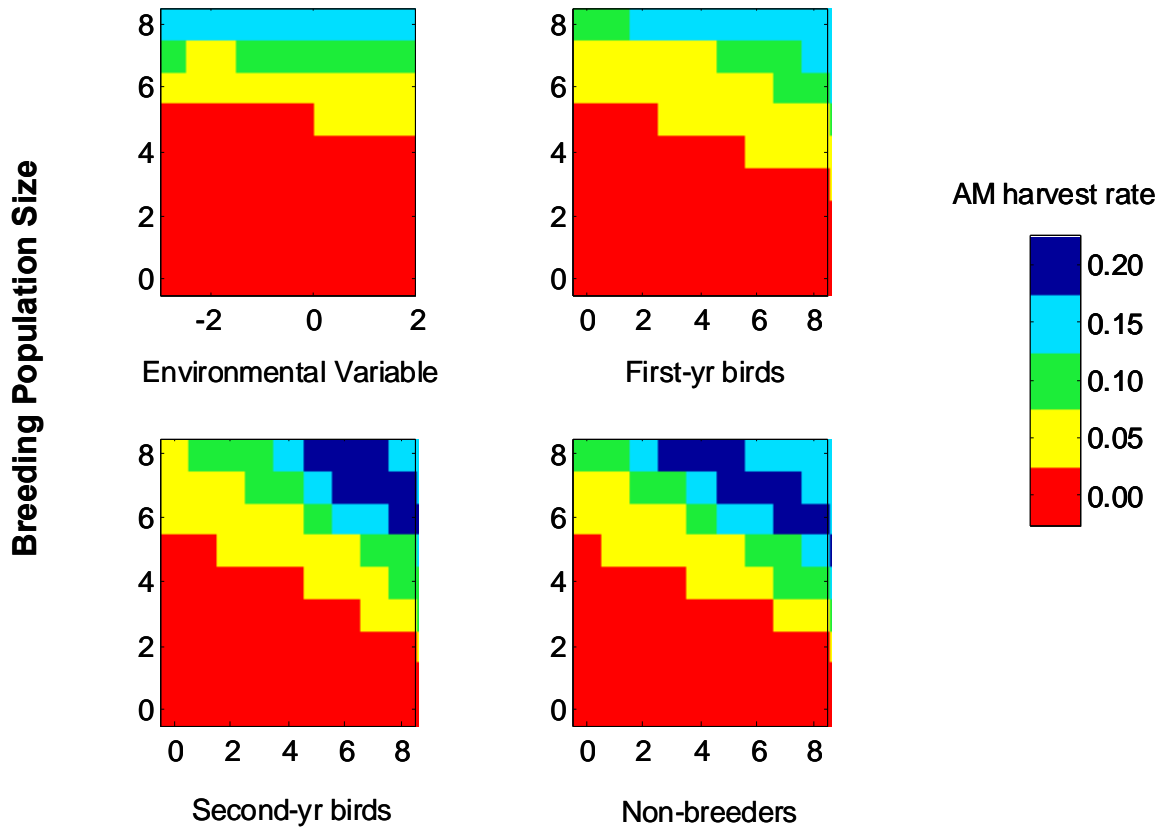 Breeding Population Size
8
6
4
2
0
-2 0 2
Environmental Variable
8
6
4
2
0
0 2 4 6 8
First-yr birds
AM harvest rate
0.20
0.15
0.10
0.05
0.00
8
6
4
2
0
0 2 4 6 8
Second-yr birds
8
6
4
2
0
0 2 4 6 8
Non-breeders